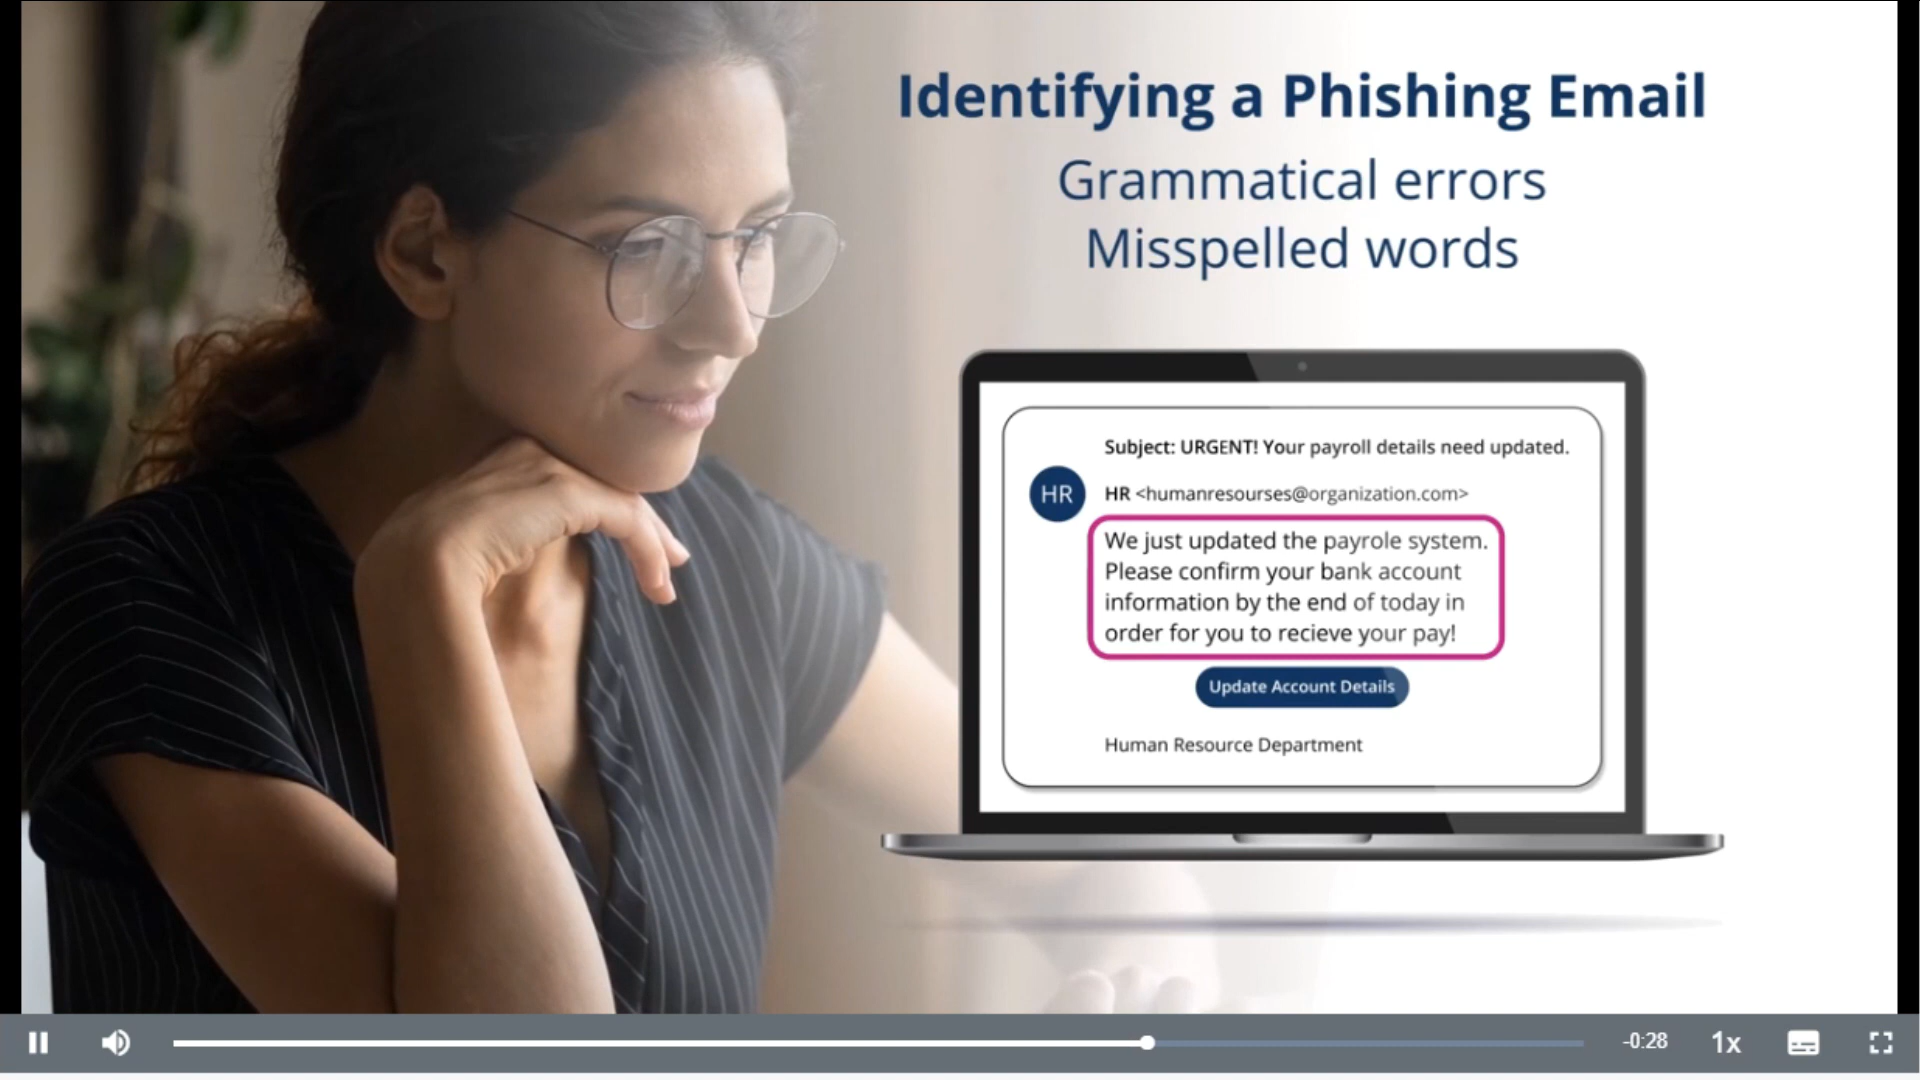 Identifying a Phishing Email
Grammatical errors
Misspelled words
Subject: URGENT! Your payroll details need updated.
HR
HR <humanresourses@organization.com>
We just updated the payrole system.
Please confirm your bank account
information by the end of today in
order for you to recieve your pay!
Update Account Details
Human Resource Department
-0:28
1x